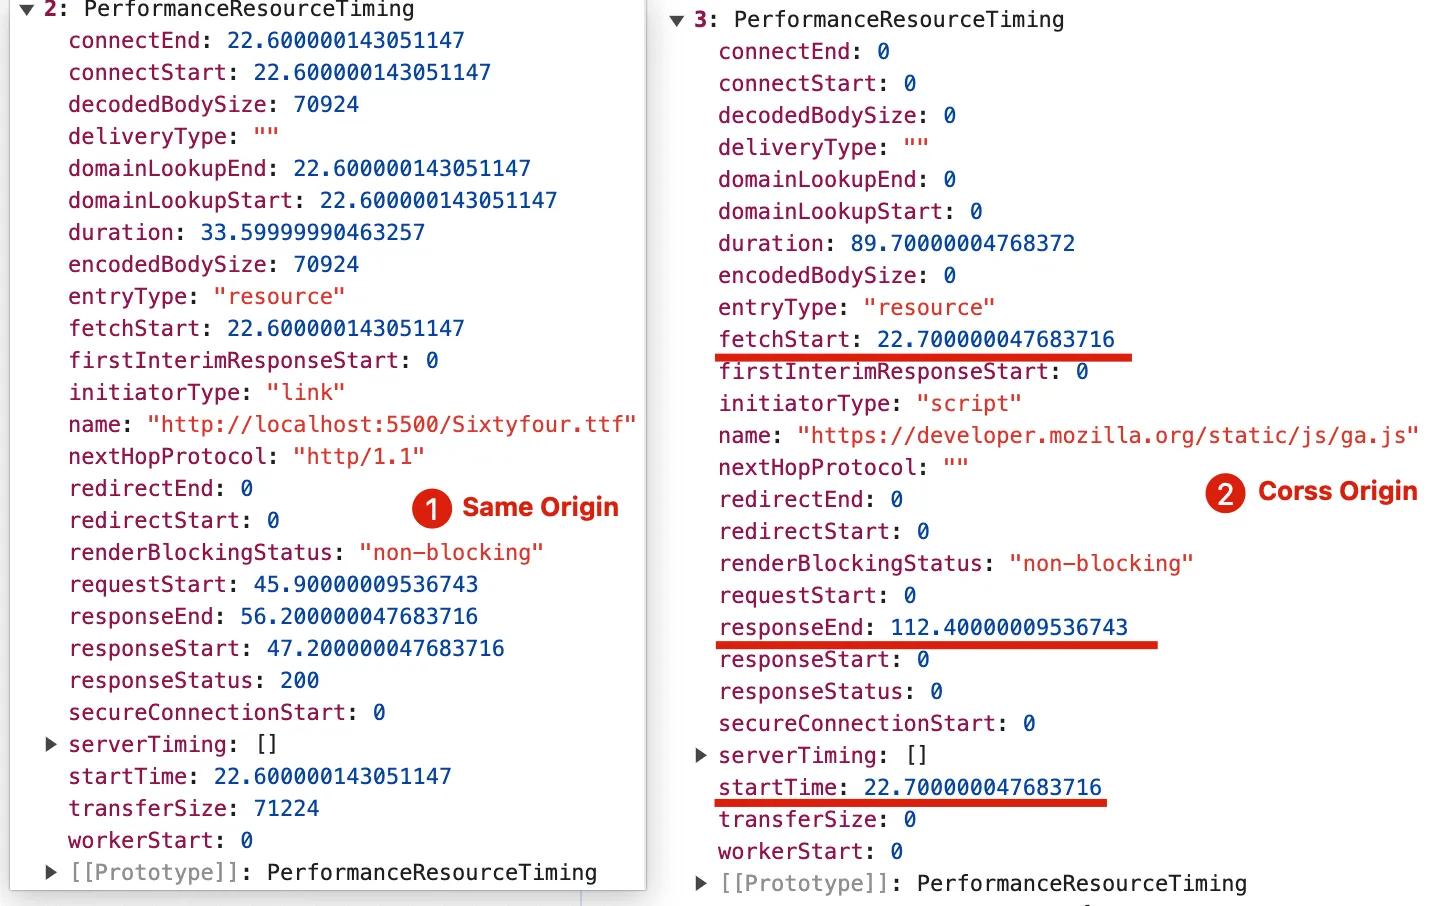 2: PerformanceResourceTiming
connectEnd: 22.600000143051147
connectStart: 22.600000143051147
decodedBodySize: 70924
deliveryType: ""
domainLookupEnd: 22.600000143051147
domainLookupStart: 22.600000143051147
duration: 33.59999990463257
encodedBodySize: 70924
entryType: "resource"
fetchStart: 22.600000143051147
firstInterimResponseStart: 0
initiatorType: "link"
name: "http://localhost:5500/Sixtyfour.ttf"
nextHopProtocol: "http/1.1"
redirectEnd: 0
redirectStart: 0
1 Same Origin
renderBlockingStatus: "non-blocking"
requestStart: 45.90000009536743
responseEnd: 56.200000047683716
responseStart: 47.200000047683716
responseStatus: 200
secureConnectionStart: 0
serverTiming: []
startTime: 22.600000143051147
transferSize: 71224
workerStart: 0
[[Prototype]]: PerformanceResourceTiming
3: PerformanceResourceTiming
connectEnd: 0
connectStart: 0
decodedBodySize: 0
deliveryType: ""
domainLookupEnd: 0
domainLookupStart: 0
duration: 89.70000004768372
encodedBodySize: 0
entryType: "resource"
fetchStart: 22.700000047683716
firstInterimResponseStart: 0
initiatorType: "script"
name: "https://developer.mozilla.org/static/js/ga.js"
nextHopProtocol: ""
2 Corss Origin
redirectEnd: 0
redirectStart: 0
renderBlockingStatus: "non-blocking"
requestStart: 0
responseEnd: 112.40000009536743
responseStart: 0
responseStatus: 0
secureConnectionStart: 0
serverTiming: []
startTime: 22.700000047683716
transferSize: 0
workerStart: 0
[[Prototype]]: PerformanceResourceTiming